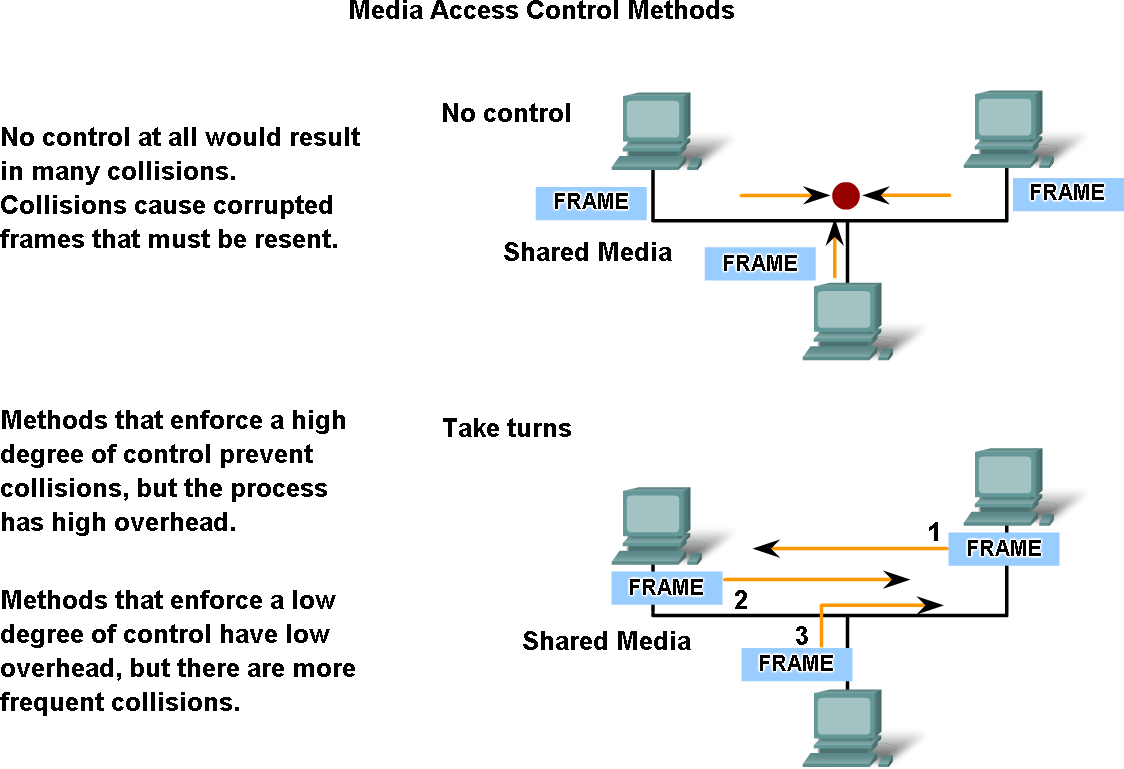 Media Access Control Methods
No control at all would result
in many collisions.
Collisions cause corrupted
frames that must be resent.
No control
FRAME
FRAME
Shared Media
FRAME
Methods that enforce a high
degree of control prevent
collisions, but the process
has high overhead.
Methods that enforce a low
degree of control have low
overhead, but there are more
frequent collisions.
Take turns
1
FRAME
FRAME
2
Shared Media
3
FRAME